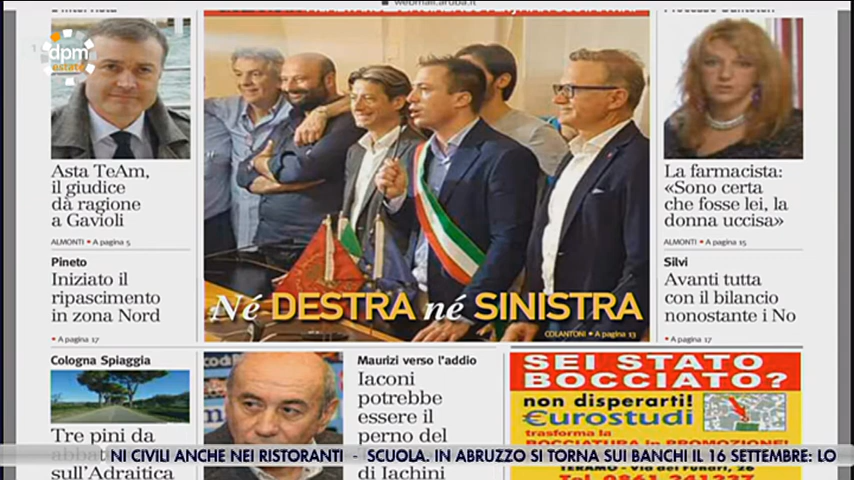 webmail.aruba.it
dpm
estate
Asta TeAm,
il giudice
dà ragione
a Gavioli
ALMONTI • A pagina 5
Pineto
Iniziato il
ripascimento
in zona Nord
• A pagina 17
Cologna Spiaggia
Tre pini da
sull'Adriatica
Né DESTRA né SINISTRA
COLANTONI • A pagina 13
La farmacista:
«Sono certa
che fosse lei, la
donna uccisa»
ALMONTI • A pagina 15
Silvi
Avanti tutta
con il bilancio
nonostante i No
• A pagina 17
Maurizi verso l'addio
Iaconi
potrebbe
essere il
perno del
di Iachini
SEI STATO
BOCCIATO?
non disperarti!
€urostudi
trasforma la
BOCCIATURA in PROMOZIONE!
TERAMO - Via dei Funari, 26
NI CIVILI ANCHE NEI RISTORANTI - SCUOLA. IN ABRUZZO SI TORNA SUI BANCHI IL 16 SETTEMBRE: LO